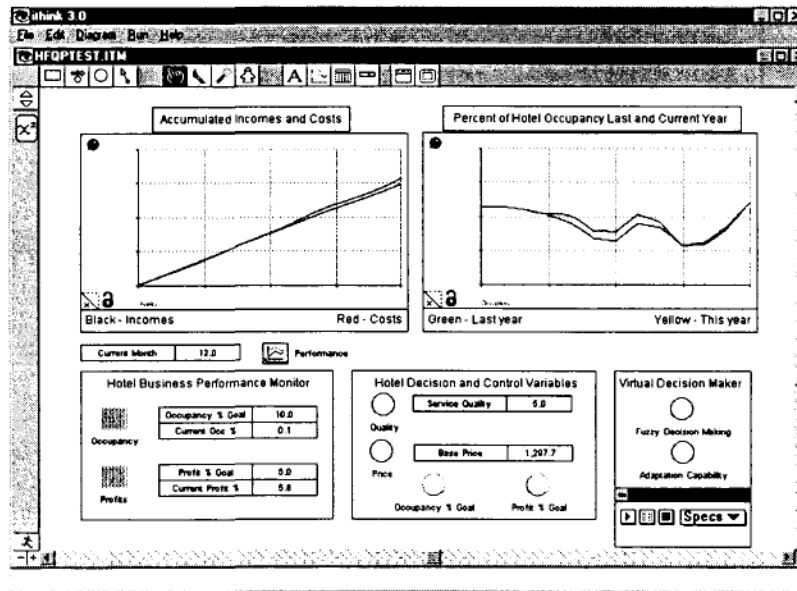 ithink 3.0
File Edit Diagram Run Help
HFQPTEST.ITM
A
x²
Accumulated Incomes and Costs
Percent of Hotel Occupancy Last and Current Year
Black - Incomes
Red - Costs
Green - Last year
Yellow - This year
Current Month 12.0
Performance
Hotel Business Performance Monitor
Occupancy
Occupancy % Goal 10.0
Current Occ % 0.1
Profits
Profit % Goal 5.0
Current Profit % 5.8
Hotel Decision and Control Variables
Quality
Service Quality 5.0
Price
Base Price 1,297.7
Occupancy % Goal
Profit % Goal
Virtual Decision Maker
Fuzzy Decision Making
Adaptation Capability
Specs